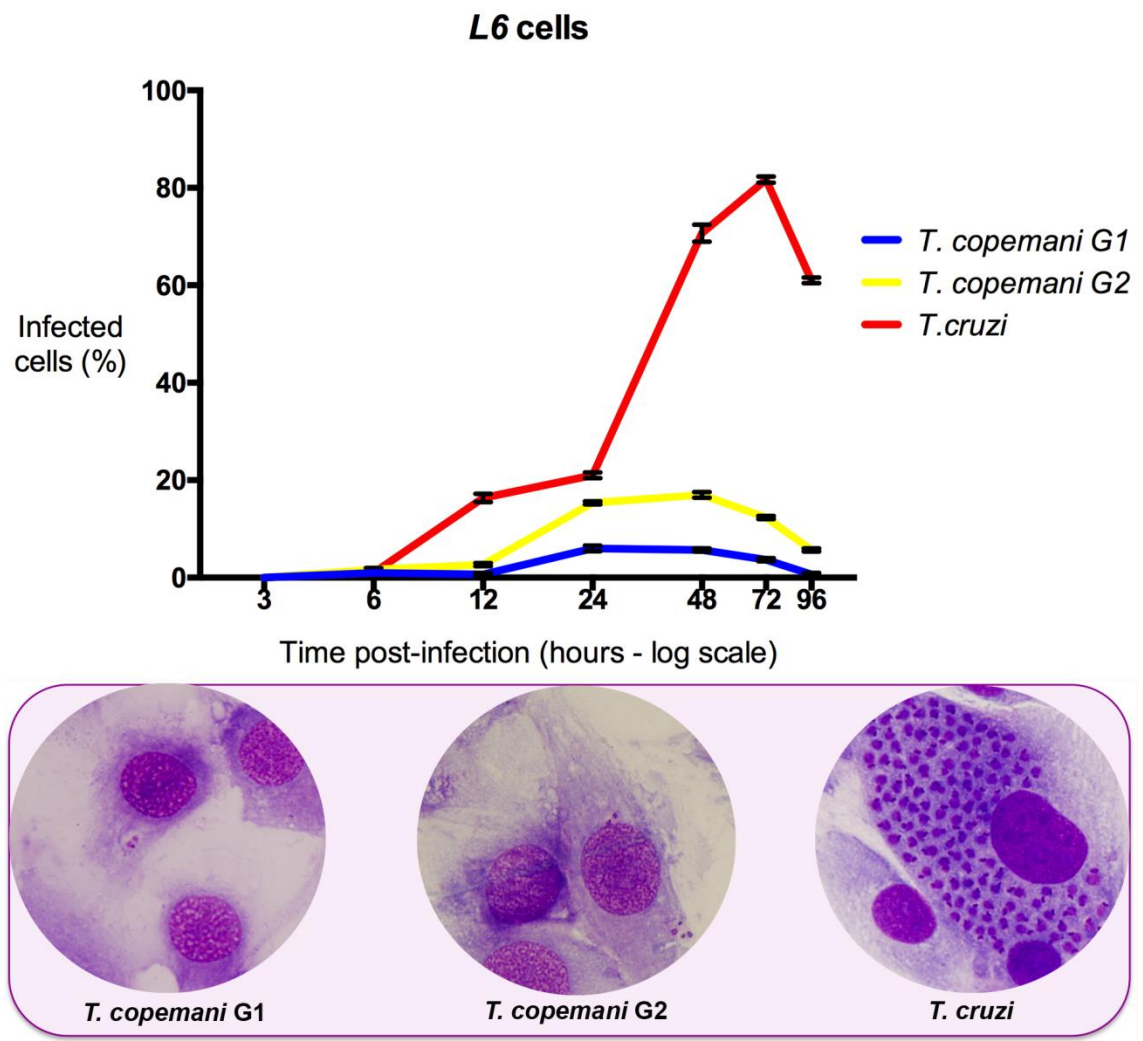 L6 cells
100
80
60
40
20
0
Infected
cells (%)
3 6 12 24 48 72 96
Time post-infection (hours - log scale)
T. copemani G1
T. copemani G2
T.cruzi
T. copemani G1
T. copemani G2
T. cruzi